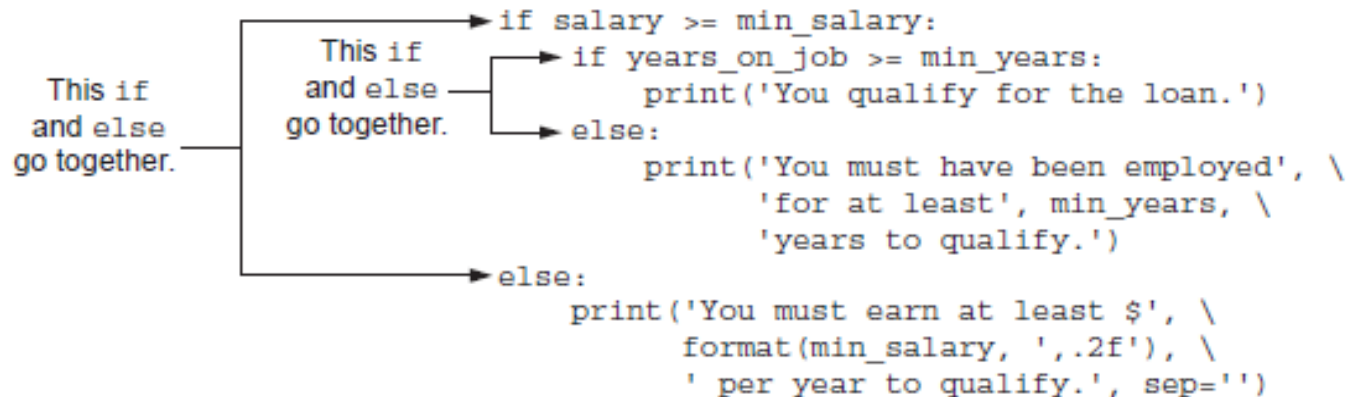 This if
and else
go together.
This if
and else
go together.
if salary >= min_salary:
    if years_on_job >= min_years:
        print('You qualify for the loan.')
    else:
        print('You must have been employed', \
              'for at least', min_years, \
              'years to qualify.')
else:
    print('You must earn at least $', \
          format(min_salary, ',.2f'), \
          ' per year to qualify.', sep='')